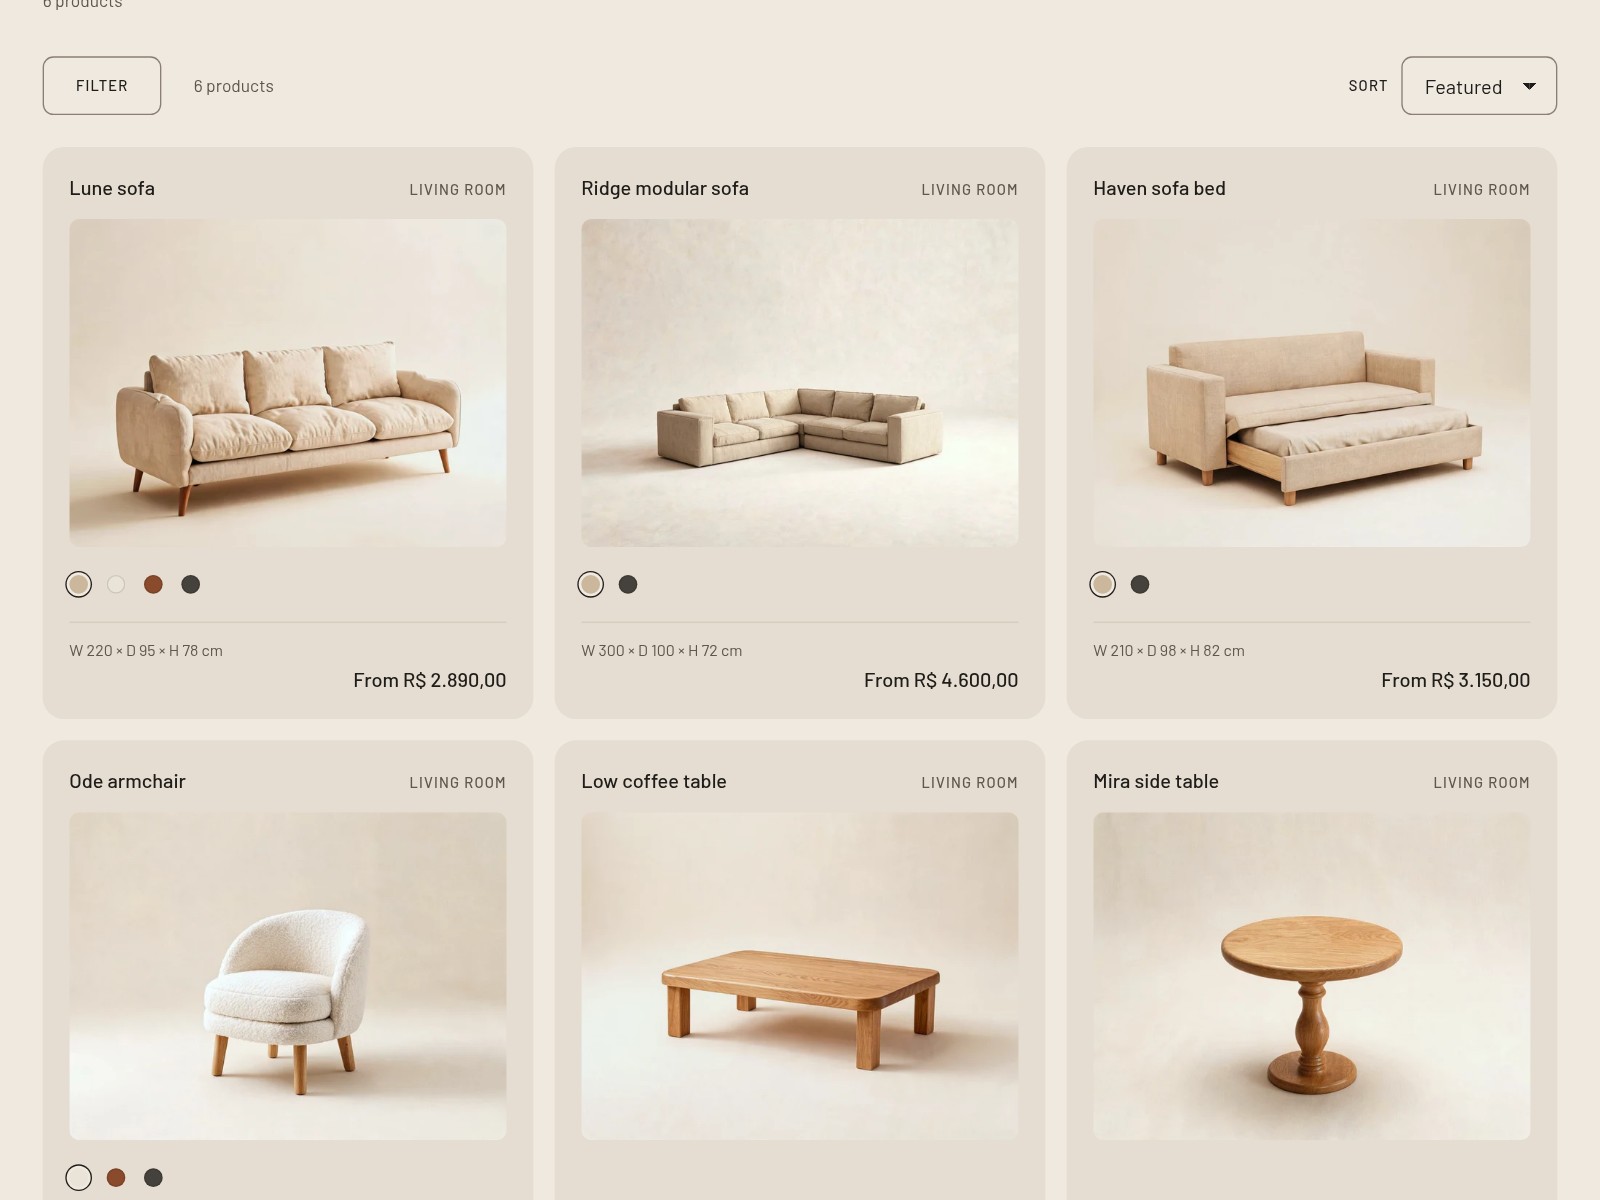 6 products
FILTER
6 products
SORT
Featured
Lune sofa
LIVING ROOM
W 220 × D 95 × H 78 cm
From R$ 2.890,00
Ridge modular sofa
LIVING ROOM
W 300 × D 100 × H 72 cm
From R$ 4.600,00
Haven sofa bed
LIVING ROOM
W 210 × D 98 × H 82 cm
From R$ 3.150,00
Ode armchair
LIVING ROOM
Low coffee table
LIVING ROOM
Mira side table
LIVING ROOM